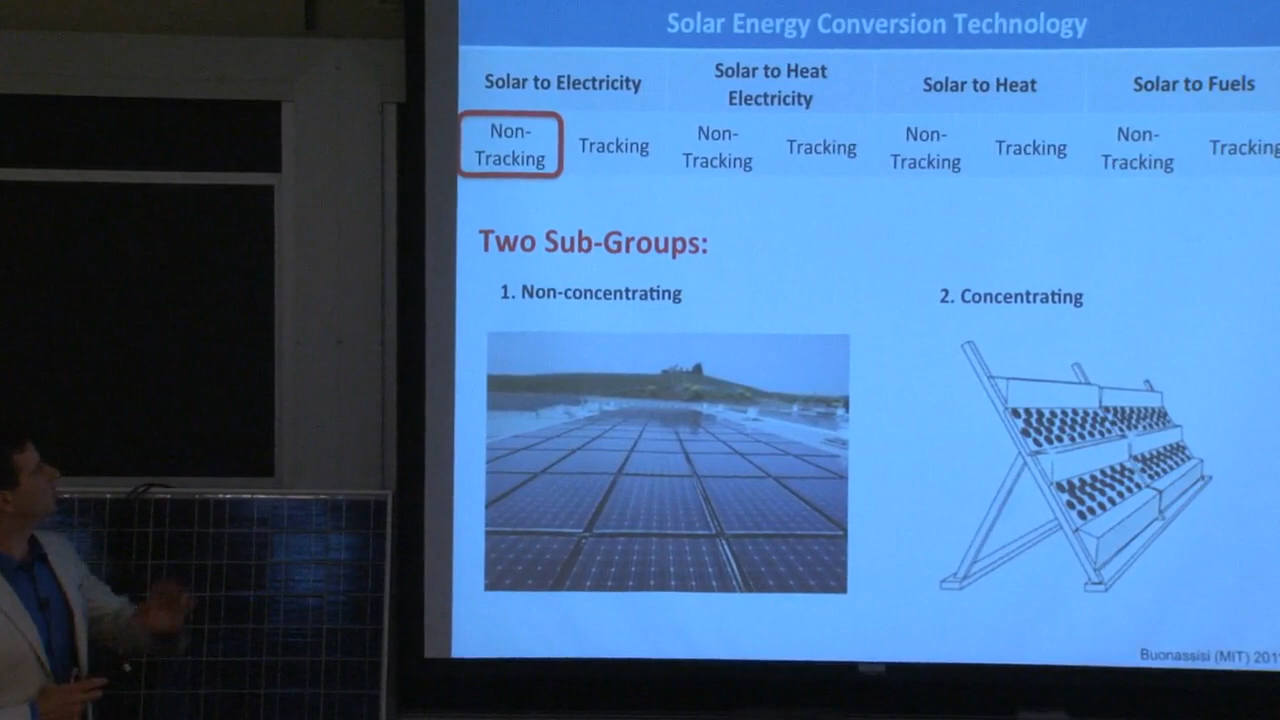 Solar Energy Conversion Technology
Solar to Electricity
Solar to Heat
Electricity
Solar to Heat
Solar to Fuels
Non-
Tracking
Tracking
Non-
Tracking
Tracking
Non-
Tracking
Tracking
Non-
Tracking
Tracking
Two Sub-Groups:
1. Non-concentrating
2. Concentrating
Buonassisi (MIT) 201